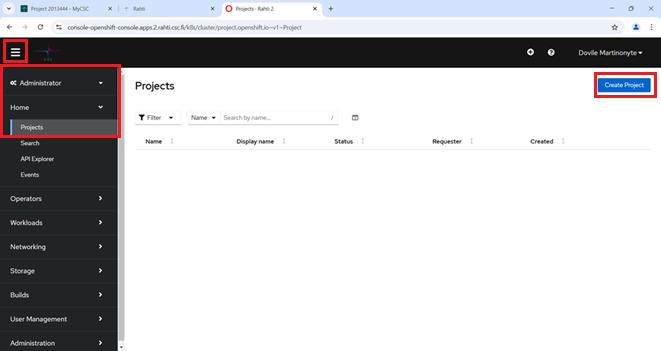 Project 2013444 - MyCSC
Rahti
Projects · Rahti 2
console-openshift-console.apps.2.rahti.csc.fi/k8s/cluster/project.openshift.io~v1~Project
CSC
Dovile Martinonyte
Administrator
Home
Projects
Search
API Explorer
Events
Operators
Workloads
Networking
Storage
Builds
User Management
Administration
Projects
Create Project
Filter
Name
Search by name...
/
Name
Display name
Status
Requester
Created